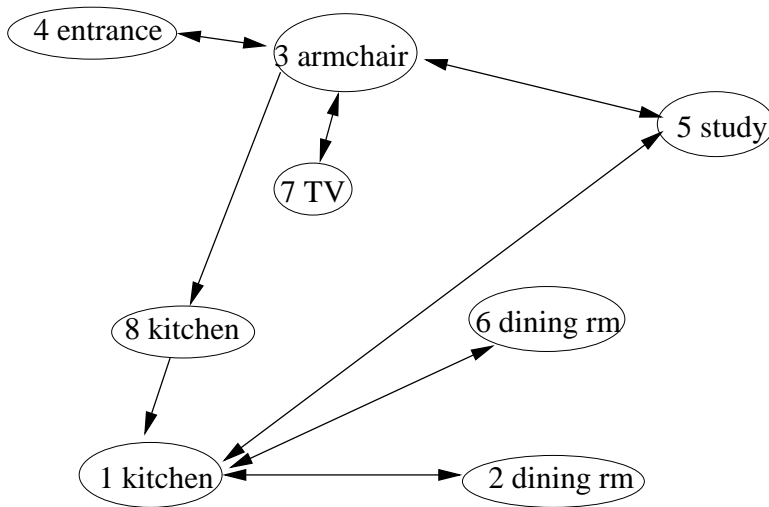 4 entrance
3 armchair
5 study
7 TV
8 kitchen
6 dining rm
1 kitchen
2 dining rm